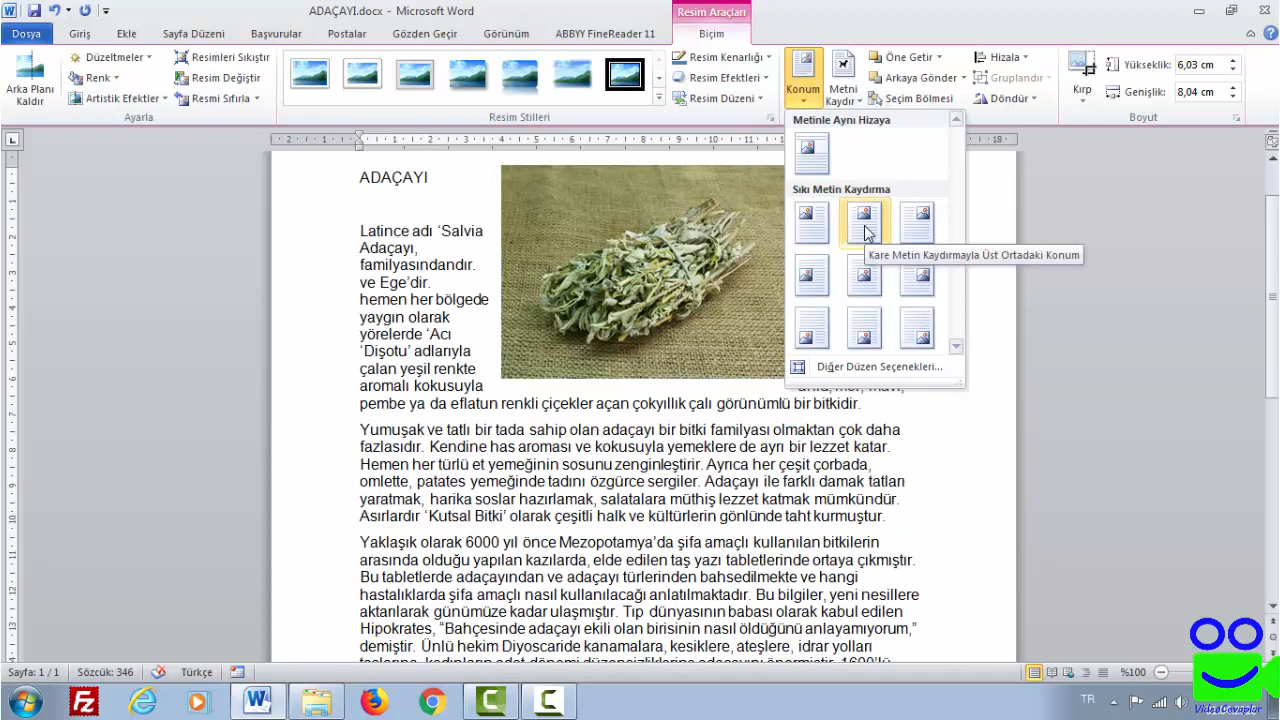 ADAÇAYI.docx - Microsoft Word
Resim Araçları
Dosya
Giriş
Ekle
Sayfa Düzeni
Başvurular
Postalar
Gözden Geçir
Görünüm
ABBYY FineReader 11
Biçim
Arka Planı
Kaldır
Düzeltmeler
Renk
Artistik Efektler
Resimleri Sıkıştır
Resim Değiştir
Resmi Sıfırla
Ayarla
Resim Stilleri
Resim Kenarlığı
Resim Efektleri
Resim Düzeni
Konum
Metni
Kaydır
Öne Getir
Arkaya Gönder
Seçim Bölmesi
Hizala
Gruplandır
Döndür
Kırp
Yükseklik:
6,03 cm
Genişlik:
8,04 cm
Boyut
Metinle Aynı Hizaya
Sıkı Metin Kaydırma
Kare Metin Kaydırmayla Üst Ortadaki Konum
Diğer Düzen Seçenekleri...
ADAÇAYI
Latince adı ‘Salvia
Adaçayı,
familyasındandır.
ve Ege’dir.
hemen her bölgede
yaygın olarak
yörelerde ‘Acı
‘Dişotu’ adlarıyla
çalan yeşil renkte
aromalı kokusuyla
pembe ya da eflatun renkli çiçekler açan çokyıllık çalı görünümlü bir bitkidir.
Yumuşak ve tatlı bir tada sahip olan adaçayı bir bitki familyası olmaktan çok daha
fazlasıdır. Kendine has aroması ve kokusuyla yemeklere de ayrı bir lezzet katar.
Hemen her türlü et yemeğinin sosunu zenginleştirir. Ayrıca her çeşit çorbada,
omlette, patates yemeğinde tadını özgürce sergiler. Adaçayı ile farklı damak tatları
yaratmak, harika soslar hazırlamak, salatalara müthiş lezzet katmak mümkündür.
Asırlardır ‘Kutsal Bitki’ olarak çeşitli halk ve kültürlerin gönlünde taht kurmuştur.
Yaklaşık olarak 6000 yıl önce Mezopotamya’da şifa amaçlı kullanılan bitkilerin
arasında olduğu yapılan kazılarda, elde edilen taş yazı tabletlerinde ortaya çıkmıştır.
Bu tabletlerde adaçayından ve adaçayı türlerinden bahsedilmekte ve hangi
hastalıklarda şifa amaçlı nasıl kullanılacağı anlatılmaktadır. Bu bilgiler, yeni nesillere
aktarılarak günümüze kadar ulaşmıştır. Tıp dünyasının babası olarak kabul edilen
Hipokrates, “Bahçesinde adaçayı ekili olan birisinin nasıl öldüğünü anlayamıyorum,”
demiştir. Ünlü hekim Diyoscaride kanamalara, kesiklere, ateşlere, idrar yolları
Sayfa: 1 / 1
Sözcük: 346
Türkçe
%100
TR
VideoCevaplar